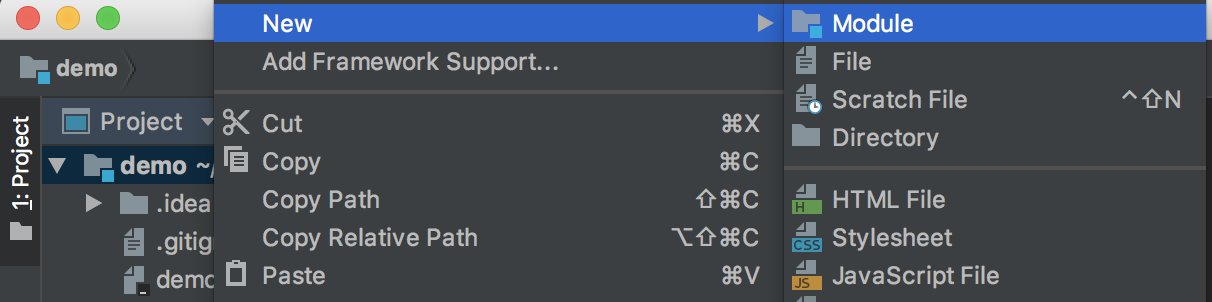 demo
1: Project
Project
demo ~/
.idea
.gitig
demo
New
Add Framework Support...
Cut ⌘X
Copy ⌘C
Copy Path ⇧⌘C
Copy Relative Path ⌥⇧⌘C
Paste ⌘V
Module
File
Scratch File ⌃⇧N
Directory
HTML File
H
Stylesheet
CSS
JavaScript File
JS